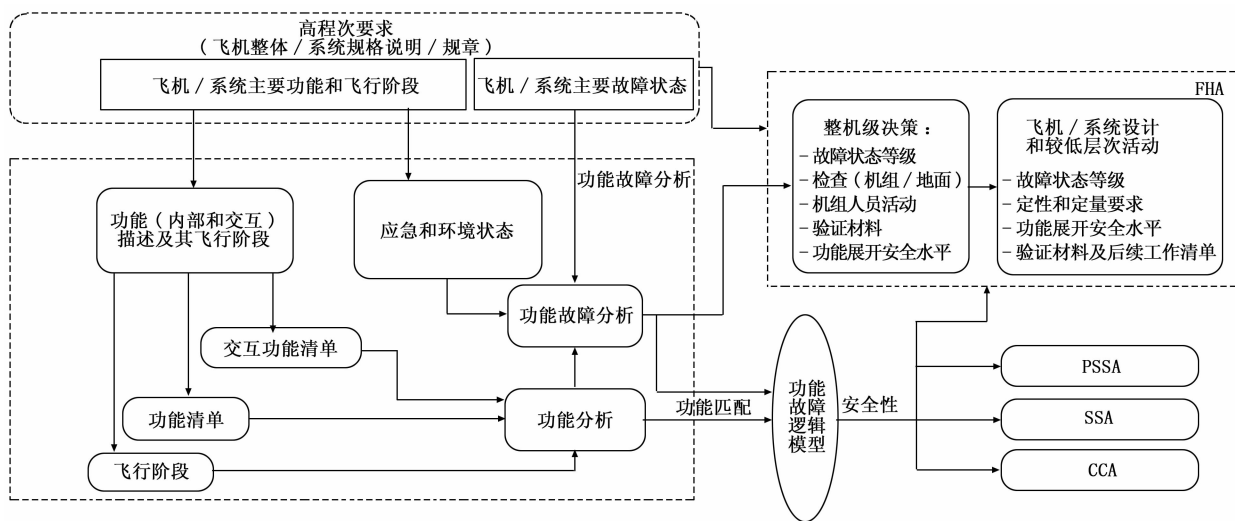 高程次要求
(飞机整体/系统规格说明/规章)
飞机/系统主要功能和飞行阶段
飞机/系统主要故障状态
FHA
整机级决策:
-故障状态等级
-检查(机组/地面)
-机组人员活动
-验证材料
-功能展开安全水平
飞机/系统设计
和较低层次活动
-故障状态等级
-定性和定量要求
-功能展开安全水平
-验证材料及后续工作清单
功能故障分析
功能(内部和交互)
描述及其飞行阶段
应急和环境状态
功能故障分析
交互功能清单
功能清单
飞行阶段
功能分析
功能匹配
功能
故障
逻辑
模型
安全性
PSSA
SSA
CCA